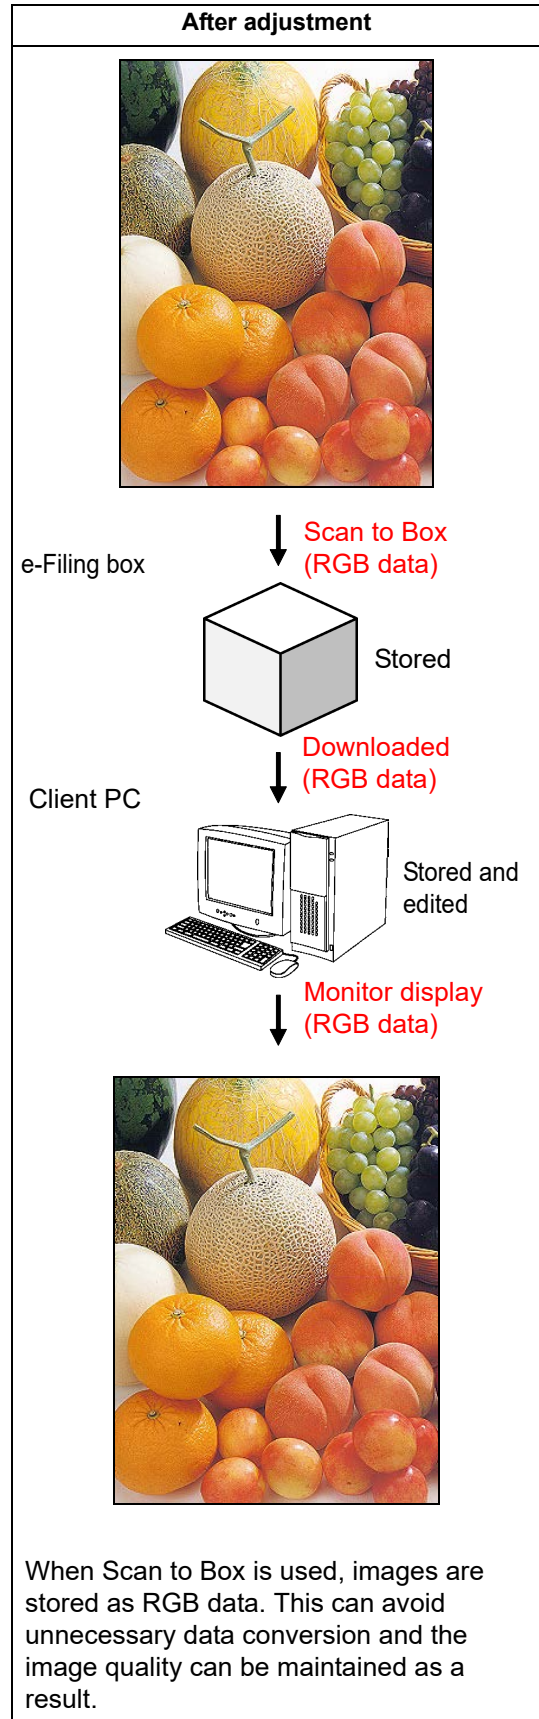 After adjustment
Scan to Box
(RGB data)
e-Filing box
Stored
Downloaded
(RGB data)
Client PC
Stored and
edited
Monitor display
(RGB data)
When Scan to Box is used, images are
stored as RGB data. This can avoid
unnecessary data conversion and the
image quality can be maintained as a
result.